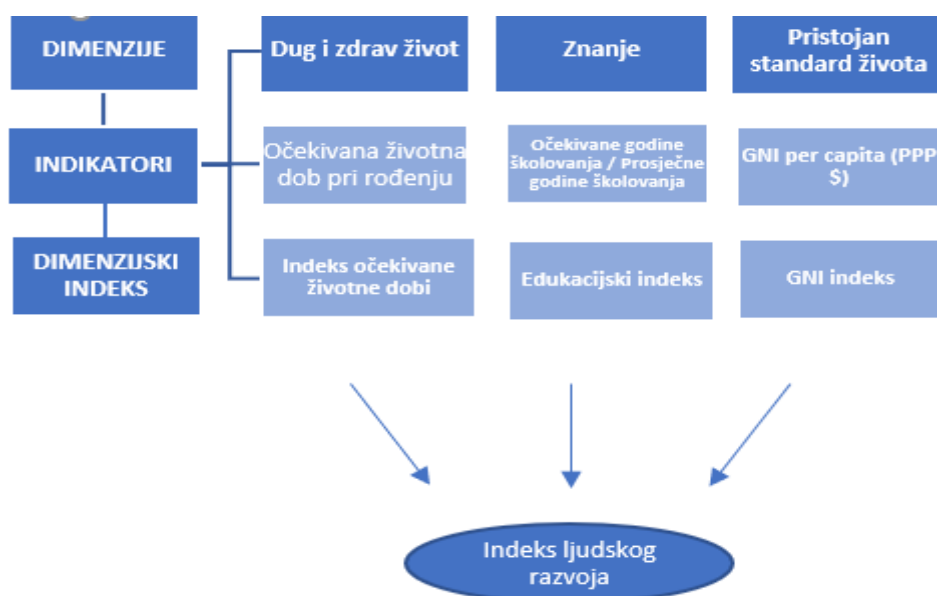 DIMENZIJE
Dug i zdrav život
Znanje
Pristojan
standard života
INDIKATORI
Očekivana životna
dob pri rođenju
Očekivane godine
školovanja / Prosječne
godine školovanja
GNI per capita (PPP
$)
DIMENZIJSKI
INDEKS
Indeks očekivane
životne dobi
Edukacijski indeks
GNI indeks
Indeks ljudskog
razvoja